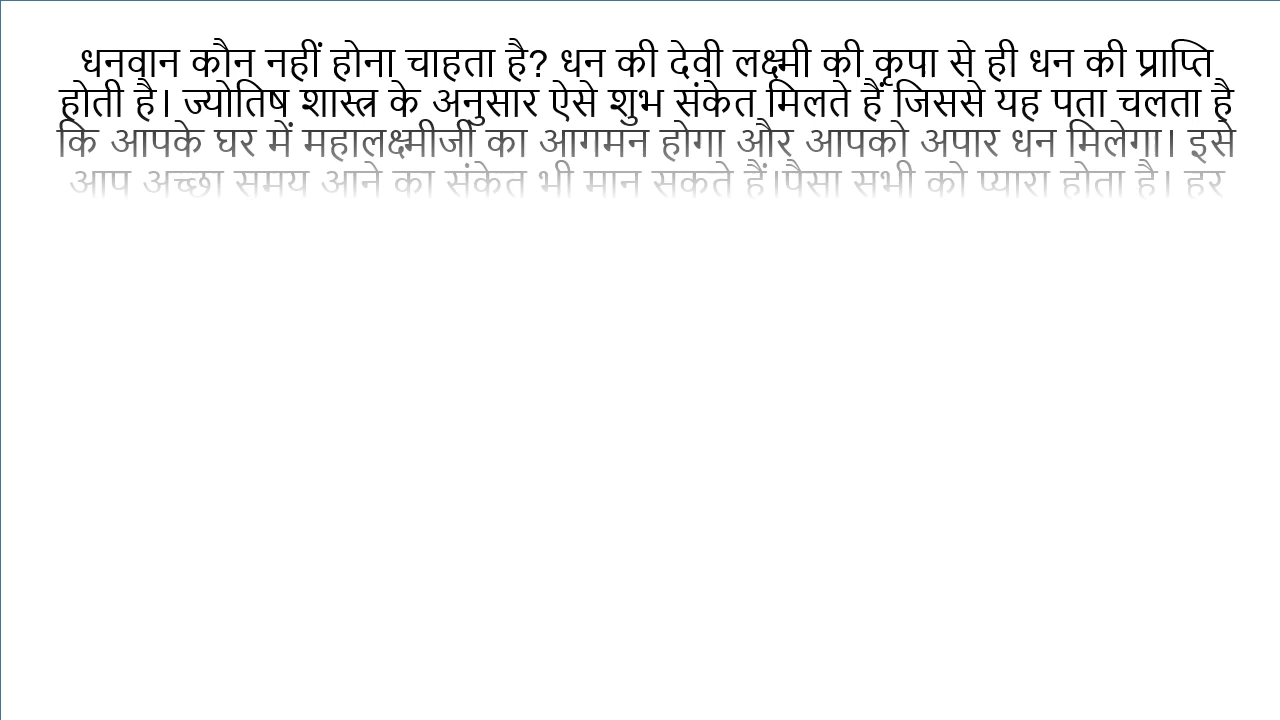 धनवान कौन नहीं होना चाहता है? धन की देवी लक्ष्मी की कृपा से ही धन की प्राप्ति
होती है। ज्योतिष शास्त्र के अनुसार ऐसे शुभ संकेत मिलते हैं जिससे यह पता चलता है
कि आपके घर में महालक्ष्मीजी का आगमन होगा और आपको अपार धन मिलेगा। इसे
आप अच्छा समय आने का संकेत भी मान सकते हैं।पैसा सभी को प्यारा होता है। हर